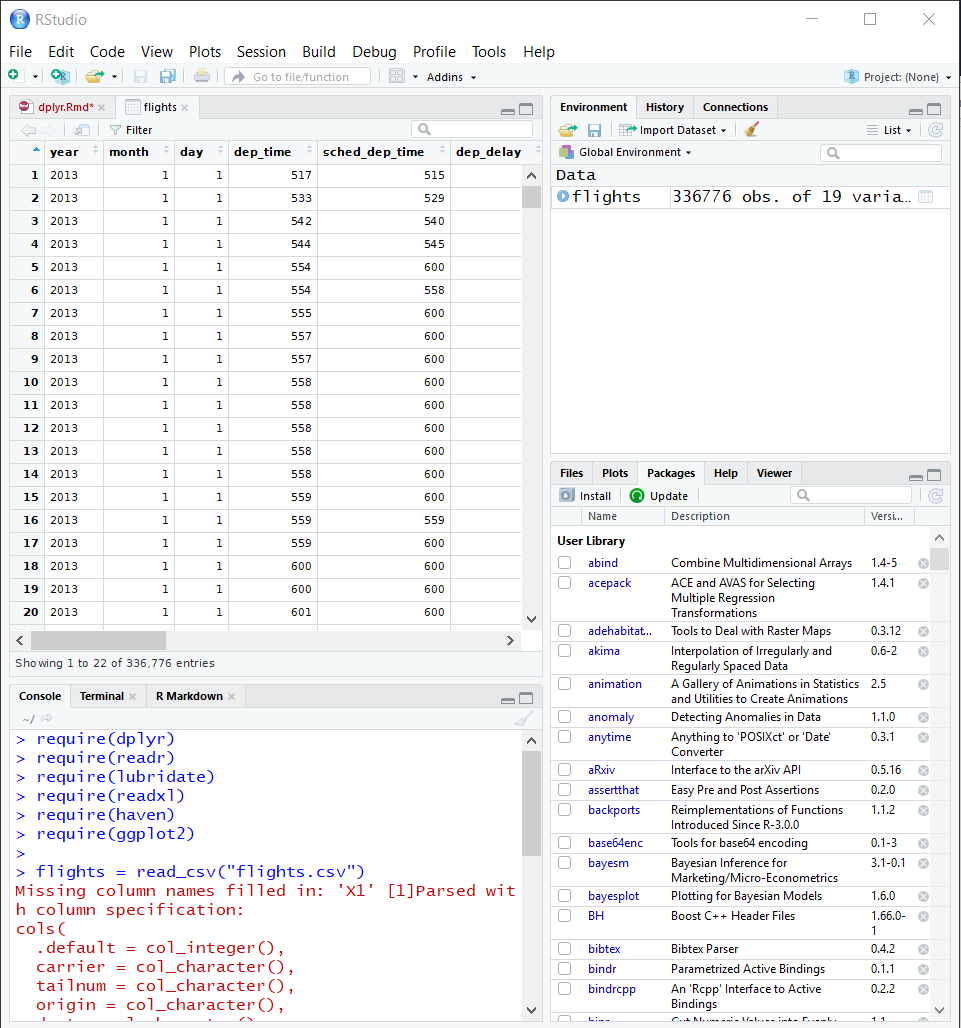 RStudio
File Edit Code View Plots Session Build Debug Profile Tools Help
Go to file/function Addins Project: (None)
dplyr.Rmd* flights
Filter
year month day dep_time sched_dep_time dep_delay
1 2013 1 1 517 515
2 2013 1 1 533 529
3 2013 1 1 542 540
4 2013 1 1 544 545
5 2013 1 1 554 600
6 2013 1 1 554 558
7 2013 1 1 555 600
8 2013 1 1 557 600
9 2013 1 1 557 600
10 2013 1 1 558 600
11 2013 1 1 558 600
12 2013 1 1 558 600
13 2013 1 1 558 600
14 2013 1 1 558 600
15 2013 1 1 559 600
16 2013 1 1 559 559
17 2013 1 1 559 600
18 2013 1 1 600 600
19 2013 1 1 600 600
20 2013 1 1 601 600
Showing 1 to 22 of 336,776 entries
Console Terminal R Markdown
~/
> require(dplyr)
> require(readr)
> require(lubridate)
> require(readxl)
> require(haven)
> require(ggplot2)
>
> flights = read_csv("flights.csv")
Missing column names filled in: 'X1' [1]Parsed wit
h column specification:
cols(
.default = col_integer(),
carrier = col_character(),
tailnum = col_character(),
origin = col_character(),
Environment History Connections
Import Dataset List
Global Environment
Data
flights 336776 obs. of 19 varia…
Files Plots Packages Help Viewer
Install Update
Name Description Versi...
User Library
abind Combine Multidimensional Arrays 1.4-5
acepack ACE and AVAS for Selecting 1.4.1
Multiple Regression
Transformations
adehabitat... Tools to Deal with Raster Maps 0.3.12
akima Interpolation of Irregularly and 0.6-2
Regularly Spaced Data
animation A Gallery of Animations in Statistics 2.5
and Utilities to Create Animations
anomaly Detecting Anomalies in Data 1.1.0
anytime Anything to 'POSIXct' or 'Date' 0.3.1
Converter
aRxiv Interface to the arXiv API 0.5.16
assertthat Easy Pre and Post Assertions 0.2.0
backports Reimplementations of Functions 1.1.2
Introduced Since R-3.0.0
base64enc Tools for base64 encoding 0.1-3
bayesm Bayesian Inference for 3.1-0.1
Marketing/Micro-Econometrics
bayesplot Plotting for Bayesian Models 1.6.0
BH Boost C++ Header Files 1.66.0-
1
bibtex Bibtex Parser 0.4.2
bindr Parametrized Active Bindings 0.1.1
bindrcpp An 'Rcpp' Interface to Active 0.2.2
Bindings